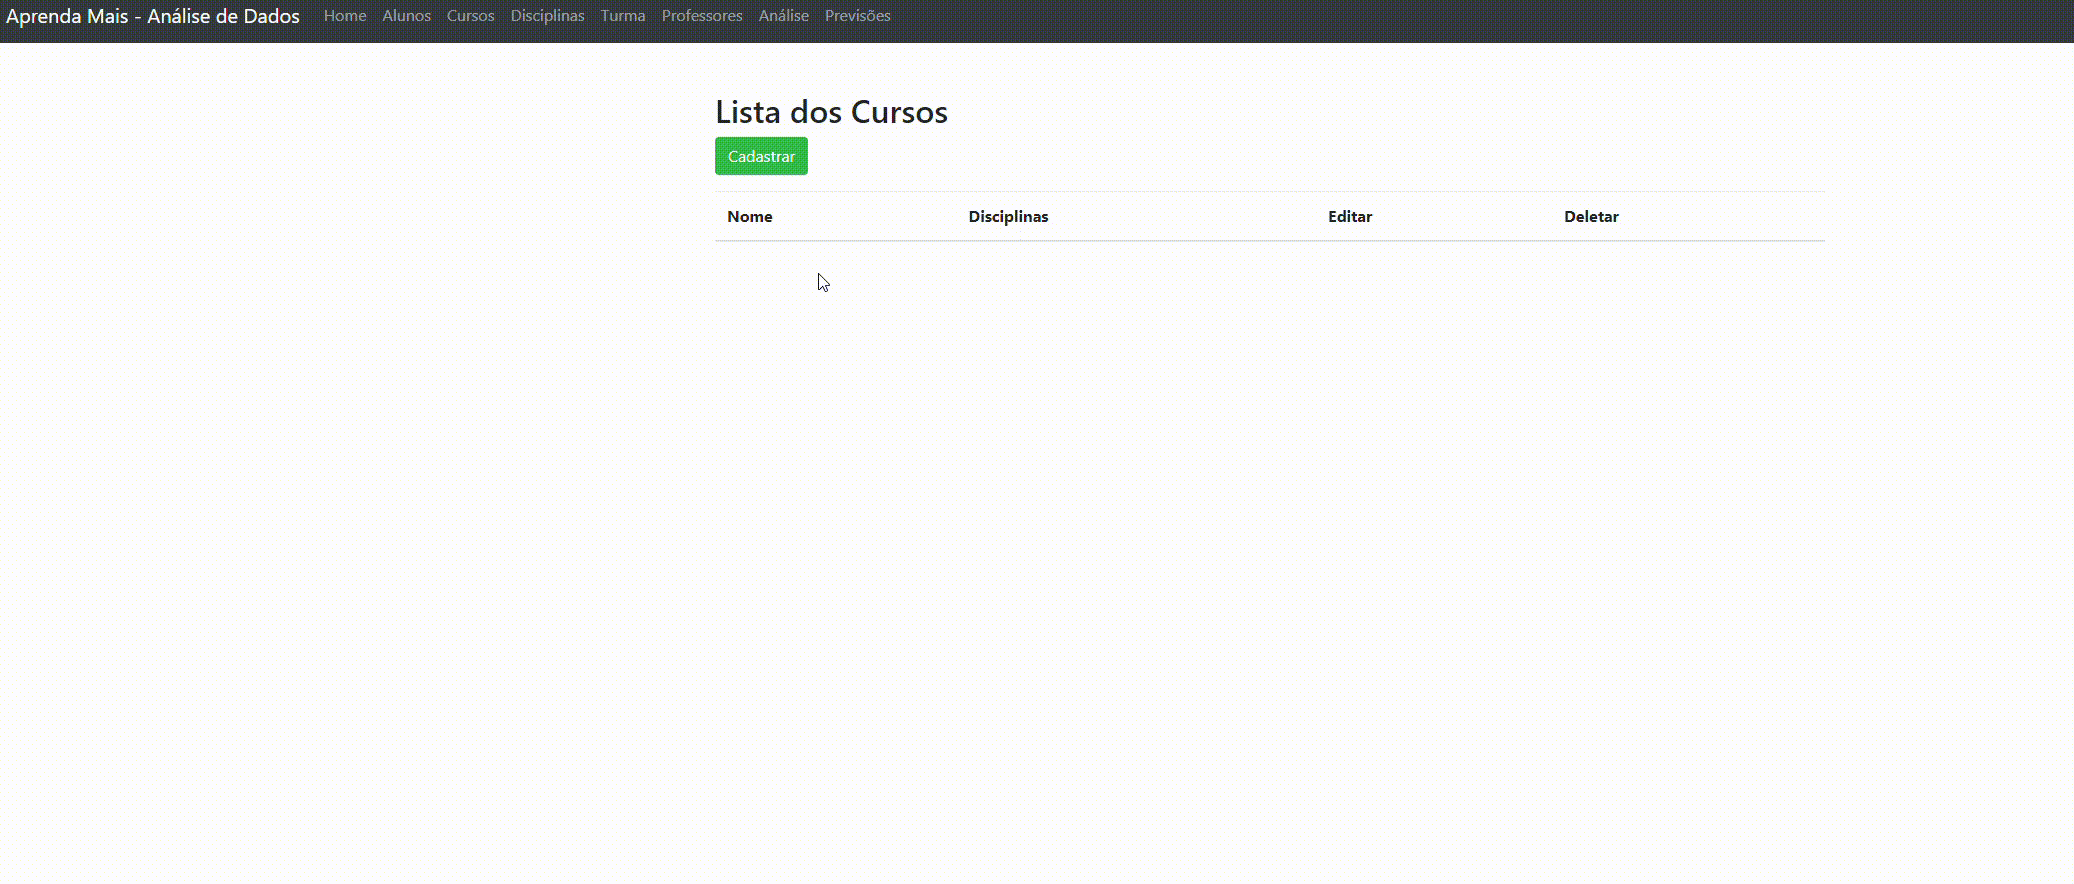 Aprenda Mais - Análise de Dados Home Alunos Cursos Disciplinas Turma Professores Análise Previsões
Lista dos Cursos
Cadastrar
Nome Disciplinas Editar Deletar